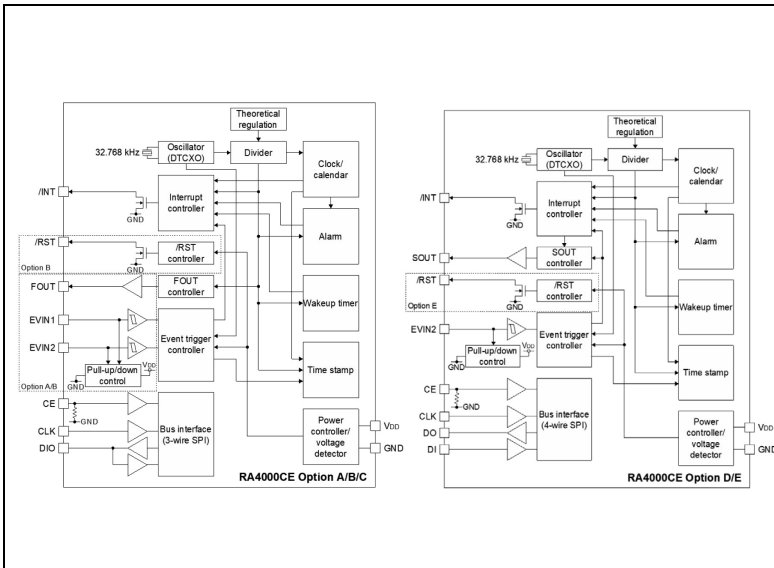 Theoretical
regulation
32.768 kHz
Oscillator
(DTCXO)
Divider
Clock/
calendar
/INT
GND
Interrupt
controller
Alarm
/RST
GND
/RST
controller
Option B
FOUT
FOUT
controller
Wakeup timer
EVIN1
EVIN2
Event trigger
controller
Pull-up/down
control
VDD
GND
Option A/B
Time stamp
CE
GND
CLK
DIO
Bus interface
(3-wire SPI)
Power
controller/
voltage
detector
VDD
GND
RA4000CE Option A/B/C
Theoretical
regulation
32.768 kHz
Oscillator
(DTCXO)
Divider
Clock/
calendar
/INT
GND
Interrupt
controller
Alarm
SOUT
SOUT
controller
/RST
GND
/RST
controller
Option E
Wakeup timer
EVIN2
Event trigger
controller
Pull-up/down
control
VDD
GND
Time stamp
CE
GND
CLK
DO
DI
Bus interface
(4-wire SPI)
Power
controller/
voltage
detector
VDD
GND
RA4000CE Option D/E